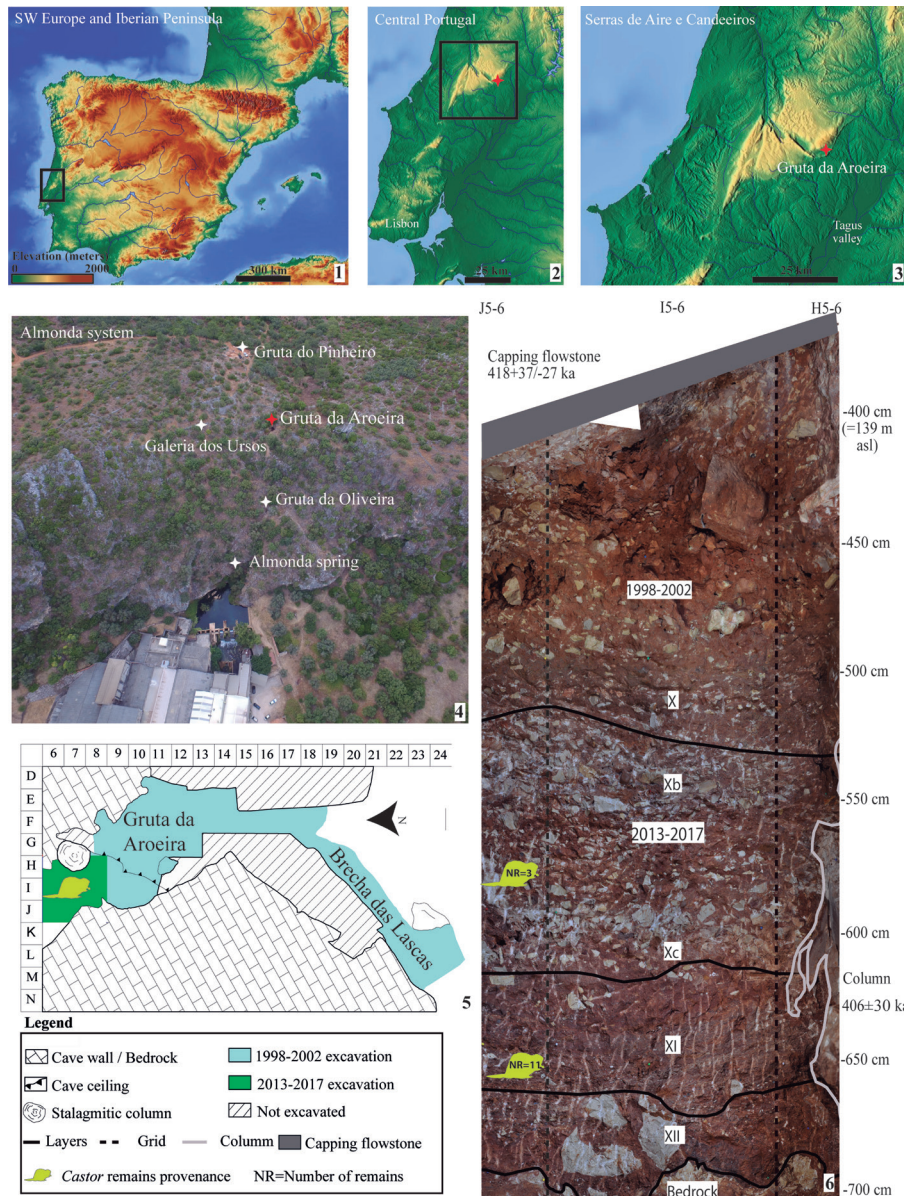 SW Europe and Iberian Peninsula
Elevation (meters)
0
2000
300 km
1
Central Portugal
Lisbon
25 km
2
Serras de Aire e Candeeiros
Gruta da Aroeira
Tagus
valley
25 km
3
Almonda system
Gruta do Pinheiro
Gruta da Aroeira
Galeria dos Ursos
Gruta da Oliveira
Almonda spring
4
6 7 8 9 10 11 12 13 14 15 16 17 18 19 20 21 22 23 24
D
E
F
G
H
I
J
K
L
M
N
Gruta da
Aroeira
Brecha das Lascas
N
5
Legend
Cave wall / Bedrock
1998-2002 excavation
Cave ceiling
2013-2017 excavation
Stalagmitic column
Not excavated
Layers
Grid
Columm
Capping flowstone
Castor remains provenance
NR=Number of remains
J5-6
I5-6
H5-6
Capping flowstone
418+37/-27 ka
-400 cm
(=139 m
asl)
-450 cm
1998-2002
-500 cm
X
Xb
-550 cm
2013-2017
NR=3
-600 cm
Xc
Column
406±30 ka
XI
NR=11
-650 cm
XII
Bedrock
6
-700 cm